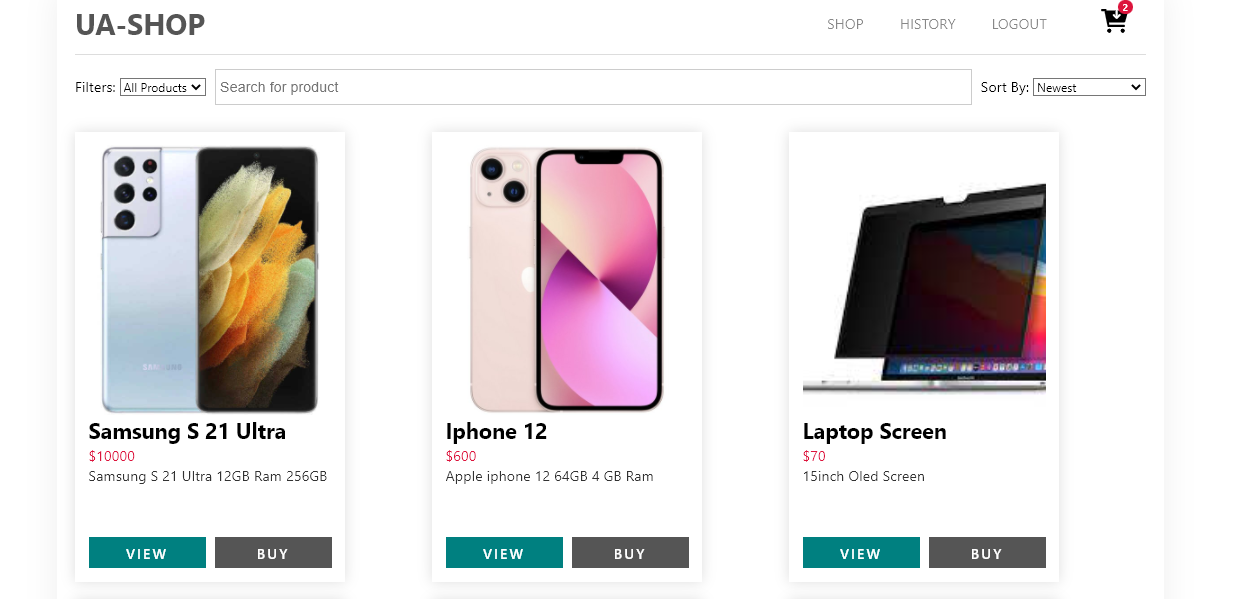 UA-SHOP
SHOP HISTORY LOGOUT 2
Filters: All Products Search for product Sort By: Newest
SAMSUNG
Samsung S 21 Ultra
$10000
Samsung S 21 Ultra 12GB Ram 256GB
VIEW BUY
Iphone 12
$600
Apple iphone 12 64GB 4 GB Ram
VIEW BUY
Laptop Screen
$70
15inch Oled Screen
VIEW BUY